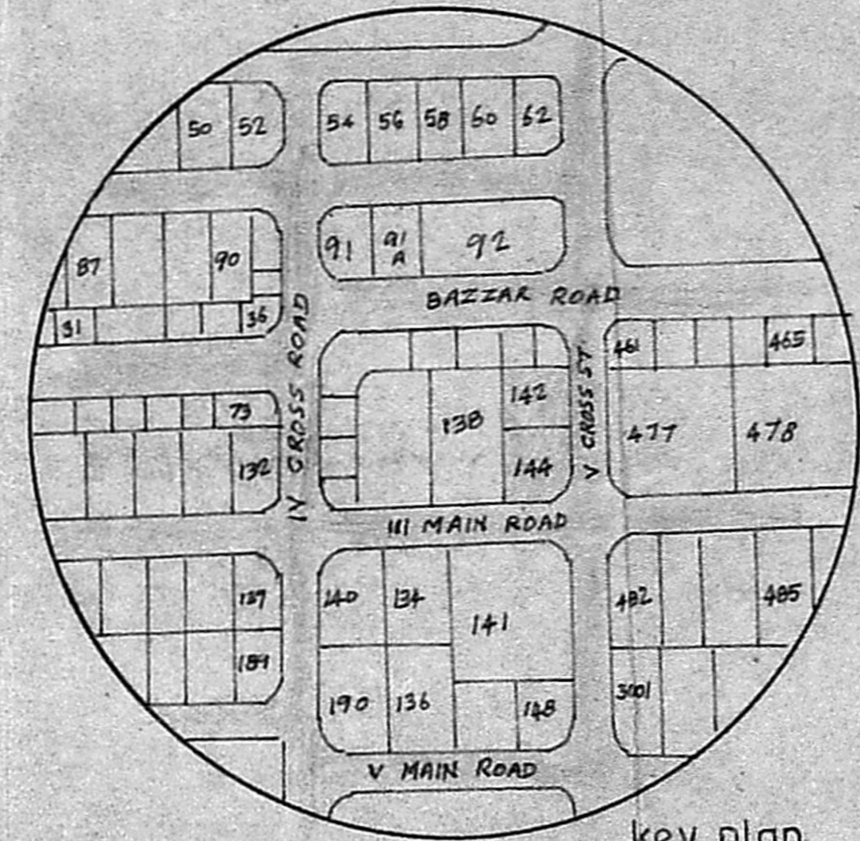 50 52 54 56 58 60 62
87 90 91 91 A 92
BAZZAR ROAD
31 36
IV CROSS ROAD
V CROSS ST.
461 465
73 138 142
477 478
132 144
III MAIN ROAD
140 134 141
482 485
189
190 136 148
3001
V MAIN ROAD
key plan